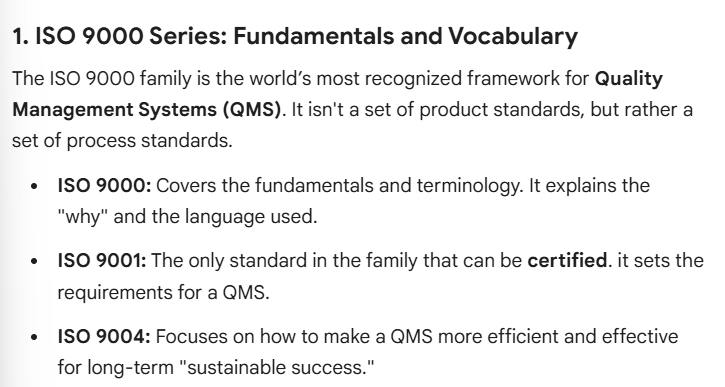 1. ISO 9000 Series: Fundamentals and Vocabulary
The ISO 9000 family is the world’s most recognized framework for Quality
Management Systems (QMS). It isn't a set of product standards, but rather a
set of process standards.
• ISO 9000: Covers the fundamentals and terminology. It explains the
"why" and the language used.
• ISO 9001: The only standard in the family that can be certified. it sets the
requirements for a QMS.
• ISO 9004: Focuses on how to make a QMS more efficient and effective
for long-term "sustainable success."